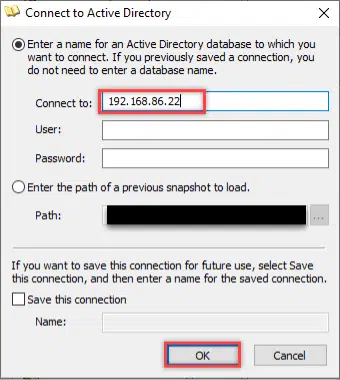 Connect to Active Directory
Enter a name for an Active Directory database to which you
want to connect. If you previously saved a connection, you
do not need to enter a database name.
Connect to: 192.168.86.22
User:
Password:
Enter the path of a previous snapshot to load.
Path: ...
If you want to save this connection for future use, select Save
this connection, and then enter a name for the saved connection.
Save this connection
Name:
OK Cancel